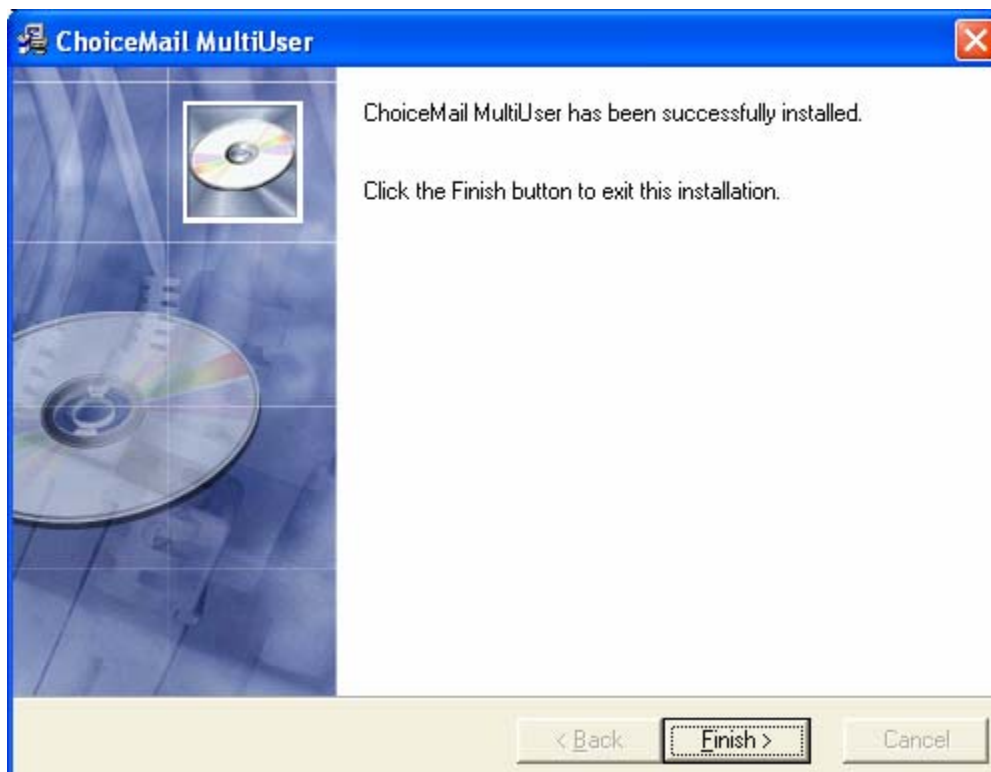 ChoiceMail MultiUser
ChoiceMail MultiUser has been successfully installed.
Click the Finish button to exit this installation.
< Back
Finish >
Cancel